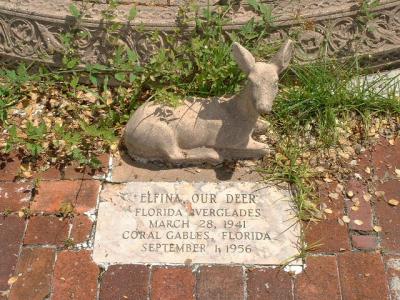 ELFINA, OUR DEER
FLORIDA EVERGLADES
MARCH 28, 1941
CORAL GABLES, FLORIDA
SEPTEMBER 1, 1956